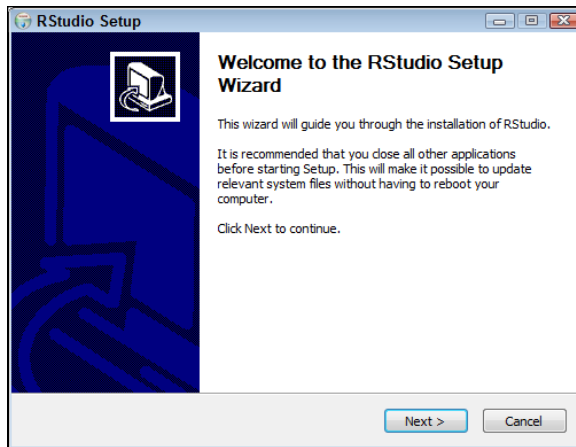 RStudio Setup
Welcome to the RStudio Setup
Wizard
This wizard will guide you through the installation of RStudio.
It is recommended that you close all other applications
before starting Setup. This will make it possible to update
relevant system files without having to reboot your
computer.
Click Next to continue.
Next >
Cancel